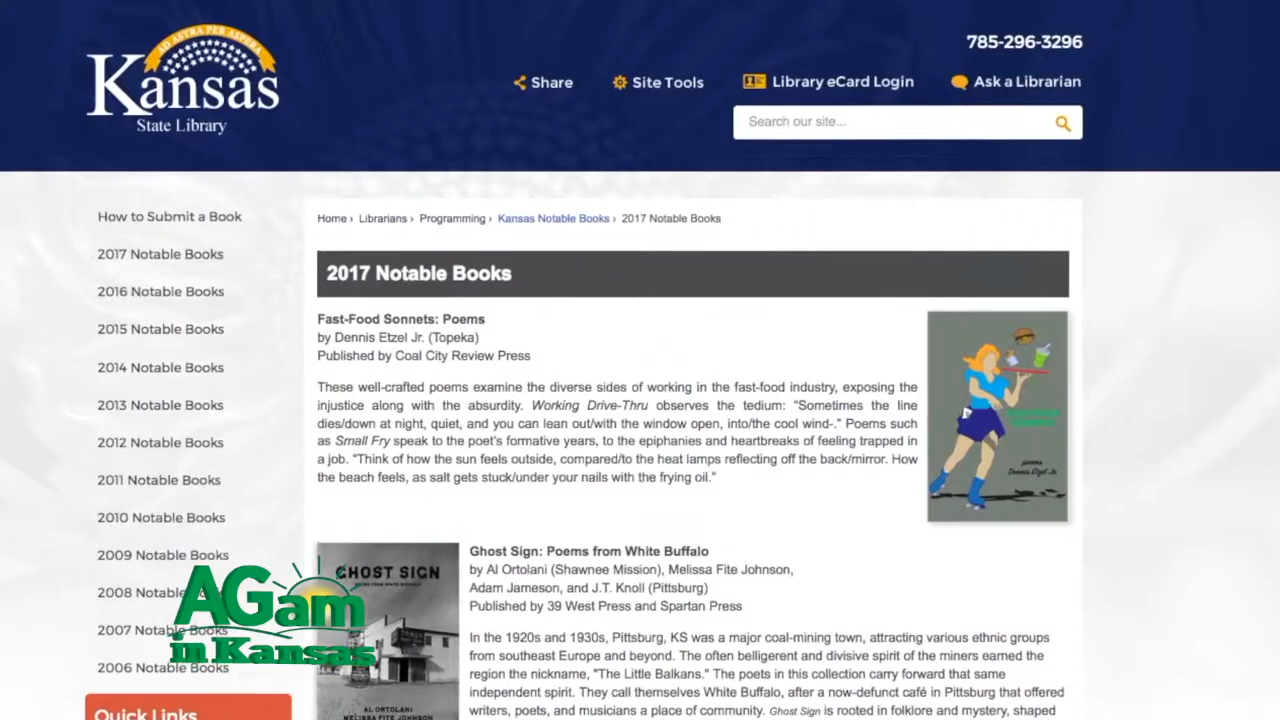 AD ASTRA PER ASPERA
Kansas
State Library
785-296-3296
Share
Site Tools
Library eCard Login
Ask a Librarian
Search our site...
How to Submit a Book
2017 Notable Books
2016 Notable Books
2015 Notable Books
2014 Notable Books
2013 Notable Books
2012 Notable Books
2011 Notable Books
2010 Notable Books
2009 Notable Books
2008 Notable Books
2007 Notable Books
2006 Notable Books
Quick Links
AGam
in Kansas
Home › Librarians › Programming › Kansas Notable Books › 2017 Notable Books
2017 Notable Books
Fast-Food Sonnets: Poems
by Dennis Etzel Jr. (Topeka)
Published by Coal City Review Press
These well-crafted poems examine the diverse sides of working in the fast-food industry, exposing the
injustice along with the absurdity. Working Drive-Thru observes the tedium: “Sometimes the line
dies/down at night, quiet, and you can lean out/with the window open, into/the cool wind-.” Poems such
as Small Fry speak to the poet’s formative years, to the epiphanies and heartbreaks of feeling trapped in
a job. “Think of how the sun feels outside, compared/to the heat lamps reflecting off the back/mirror. How
the beach feels, as salt gets stuck/under your nails with the frying oil.”
poems
Dennis Etzel Jr.
GHOST SIGN
POEMS FROM WHITE BUFFALO
AL ORTOLANI
MELISSA FITE JOHNSON
Ghost Sign: Poems from White Buffalo
by Al Ortolani (Shawnee Mission), Melissa Fite Johnson,
Adam Jameson, and J.T. Knoll (Pittsburg)
Published by 39 West Press and Spartan Press
In the 1920s and 1930s, Pittsburg, KS was a major coal-mining town, attracting various ethnic groups
from southeast Europe and beyond. The often belligerent and divisive spirit of the miners earned the
region the nickname, "The Little Balkans." The poets in this collection carry forward that same
independent spirit. They call themselves White Buffalo, after a now-defunct café in Pittsburg that offered
writers, poets, and musicians a place of community. Ghost Sign is rooted in folklore and mystery, shaped